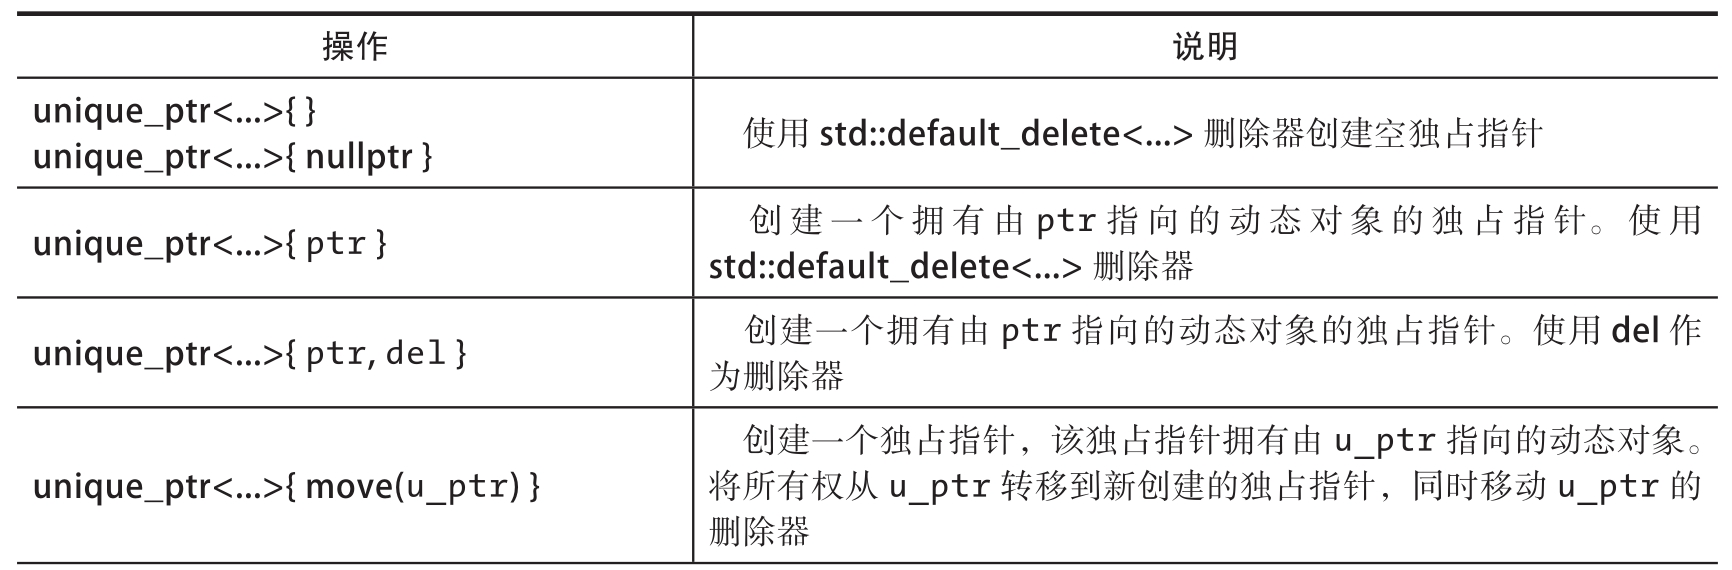 操作
说明
unique_ptr<...>{ }
unique_ptr<...>{ nullptr }
使用 std::default_delete<...> 删除器创建空独占指针
unique_ptr<...>{ ptr }
创建一个拥有由 ptr 指向的动态对象的独占指针。使用
std::default_delete<...> 删除器
unique_ptr<...>{ ptr, del }
创建一个拥有由 ptr 指向的动态对象的独占指针。使用 del 作
为删除器
unique_ptr<...>{ move(u_ptr) }
创建一个独占指针，该独占指针拥有由 u_ptr 指向的动态对象。
将所有权从 u_ptr 转移到新创建的独占指针，同时移动 u_ptr 的
删除器